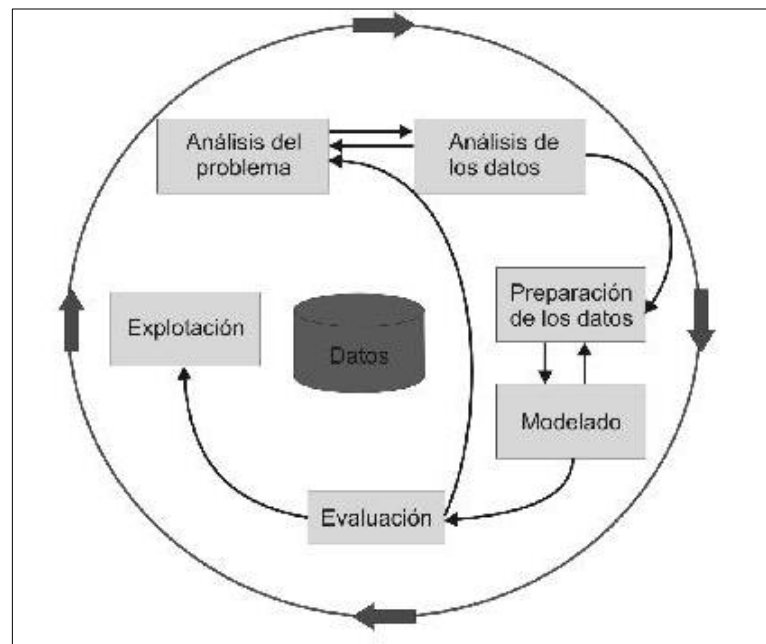 Análisis del
problema
Análisis de
los datos
Preparación
de los datos
Explotación
Datos
Modelado
Evaluación